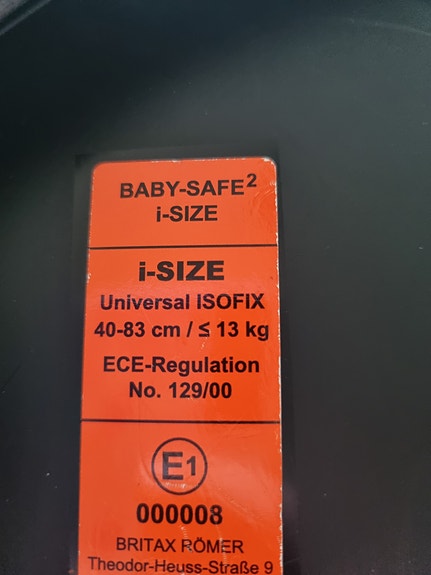 BABY-SAFE²
i-SIZE
i-SIZE
Universal ISOFIX
40-83 cm / ≤ 13 kg
ECE-Regulation
No. 129/00
E1
000008
BRITAX RÖMER
Theodor-Heuss-Straße 9